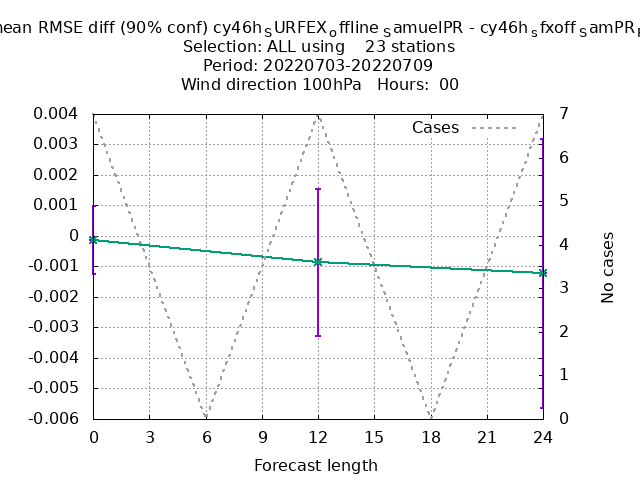 nean RMSE diff (90% conf) cy46h_SURFEX_offline_SamuelPR - cy46h_sfxoff_SamPR
Selection: ALL using 23 stations
Period: 20220703-20220709
Wind direction 100hPa Hours: 00
Cases
0.004
0.003
0.002
0.001
0
-0.001
-0.002
-0.003
-0.004
-0.005
-0.006
7
6
5
4
3
2
1
0
No cases
0 3 6 9 12 15 18 21 24
Forecast length